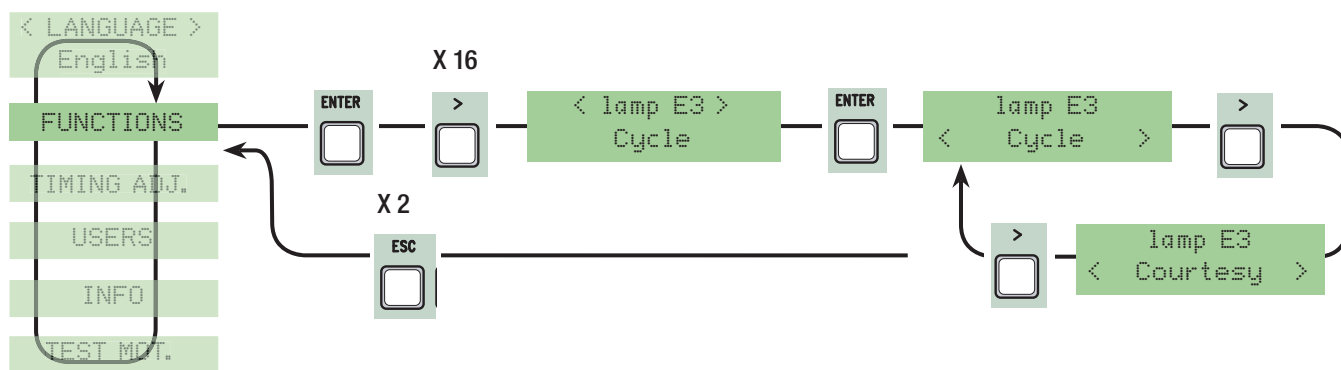 < LANGUAGE >
English
FUNCTIONS
TIMING ADJ.
USERS
INFO
TEST MOT.
ENTER
X 16
>
< lamp E3 >
Cycle
ENTER
lamp E3
< Cycle >
>
X 2
ESC
>
lamp E3
< Courtesy >